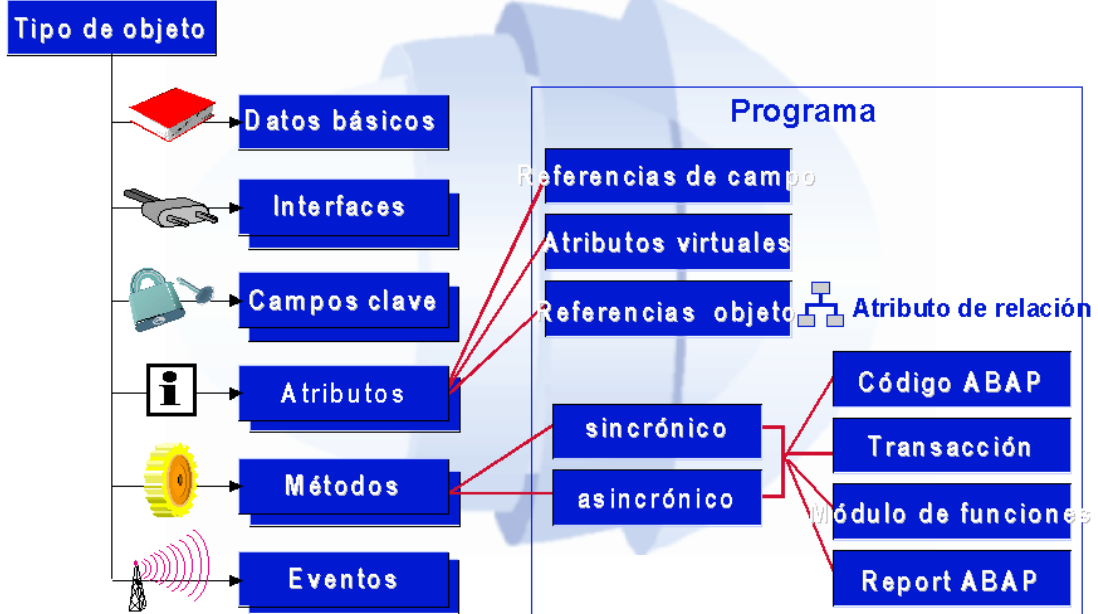 Tipo de objeto
Datos básicos
Interfaces
Campos clave
Atributos
Métodos
Eventos
Programa
Referencias de campo
Atributos virtuales
Referencias objeto
Atributo de relación
sincrónico
asincrónico
Código ABAP
Transacción
Módulo de funciones
Report ABAP